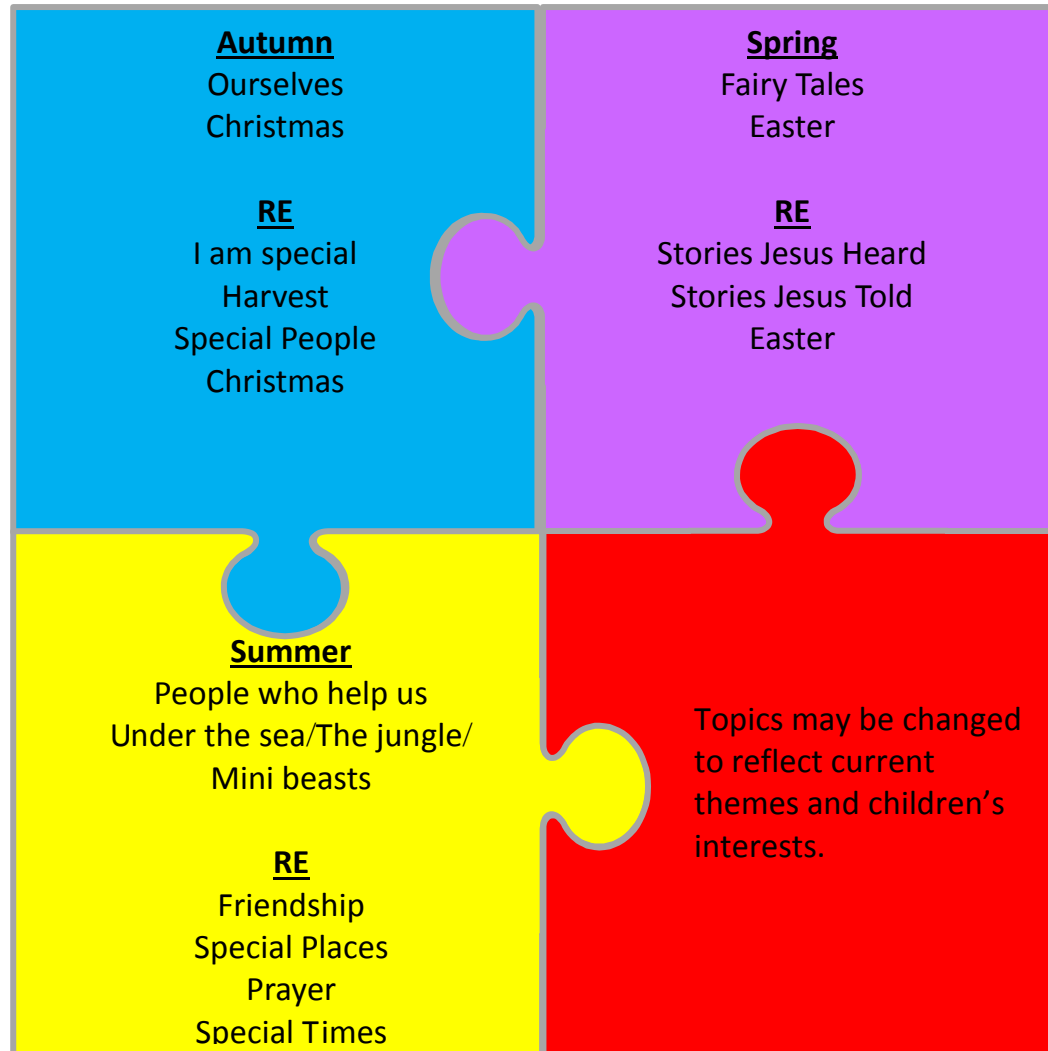 Autumn
Ourselves
Christmas
RE
I am special
Harvest
Special People
Christmas
Spring
Fairy Tales
Easter
RE
Stories Jesus Heard
Stories Jesus Told
Easter
Summer
People who help us
Under the sea/The jungle/
Mini beasts
RE
Friendship
Special Places
Prayer
Special Times
Topics may be changed
to reflect current
themes and children’s
interests.